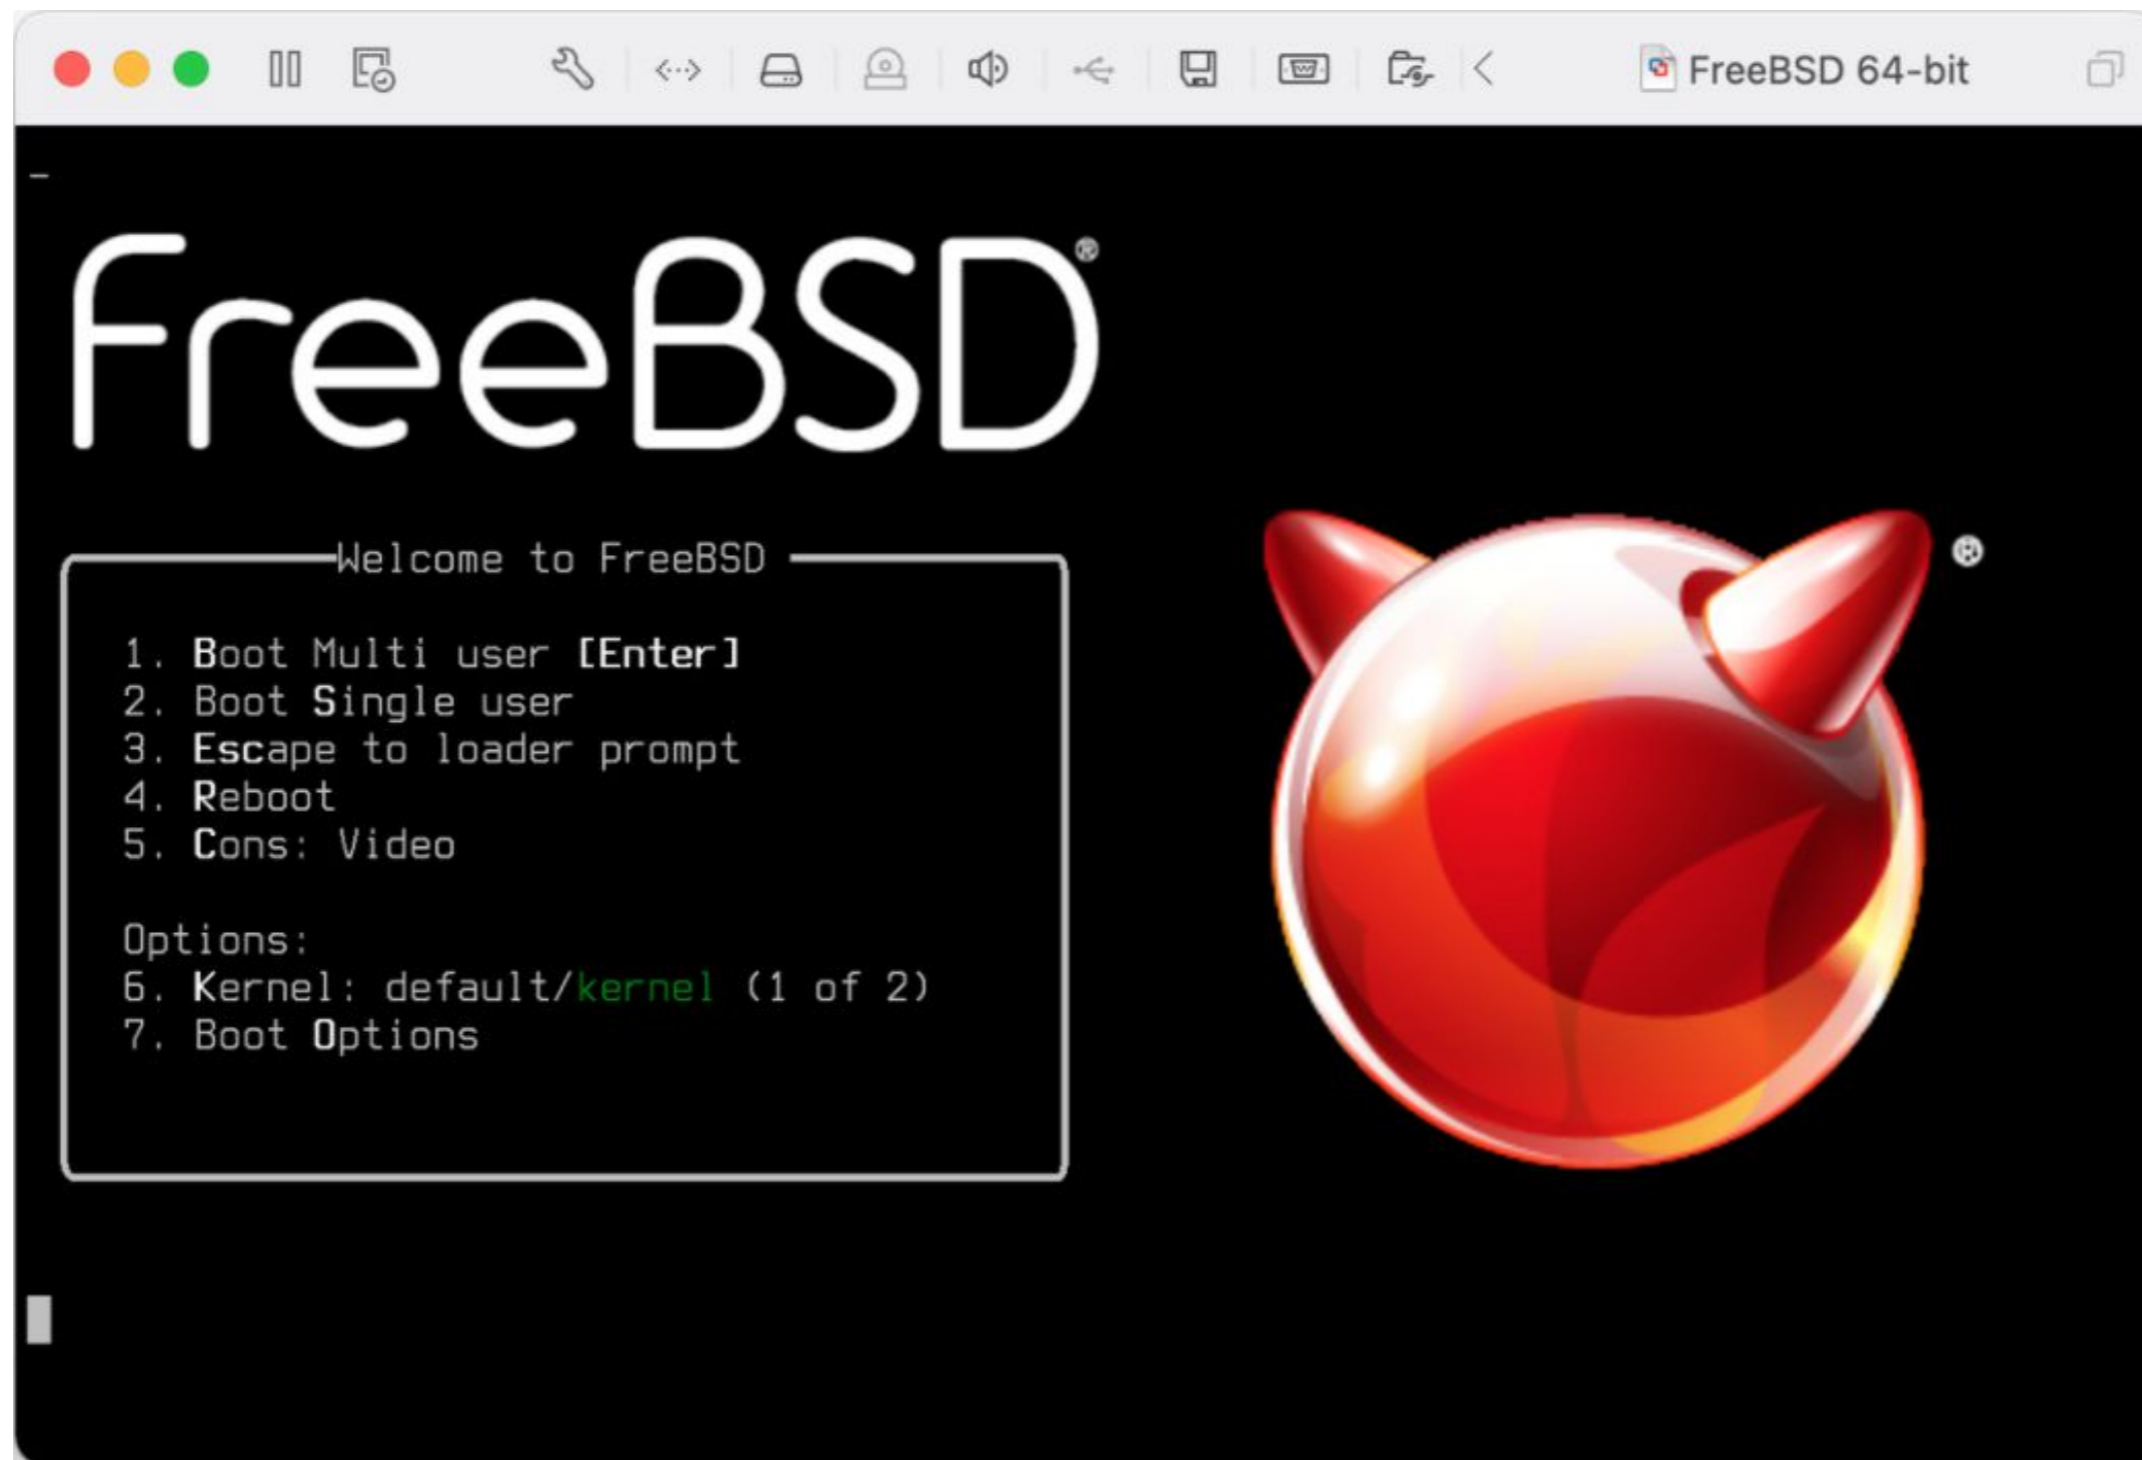 FreeBSD 64-bit
FreeBSD®
Welcome to FreeBSD
1. Boot Multi user [Enter]
2. Boot Single user
3. Escape to loader prompt
4. Reboot
5. Cons: Video
Options:
6. Kernel: default/kernel (1 of 2)
7. Boot Options
®